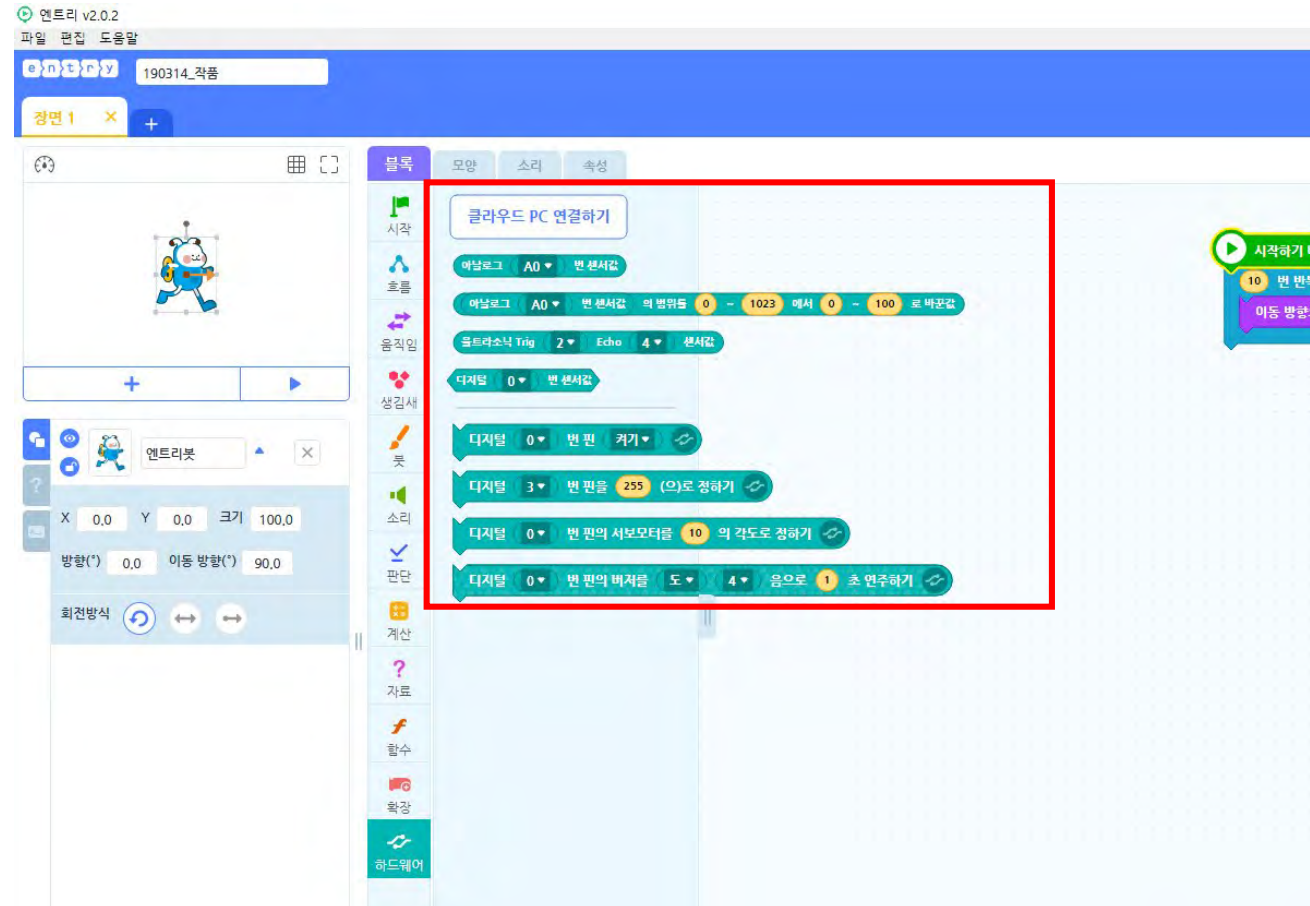 엔트리 v2.0.2
파일 편집 도움말
entry
190314_작품
장면 1
블록 모양 소리 속성
시작
흐름
움직임
생김새
붓
소리
판단
계산
자료
함수
확장
하드웨어
클라우드 PC 연결하기
아날로그 A0 번 센서값
아날로그 A0 번 센서값 의 범위를 0 ~ 1023 에서 0 ~ 100 로 바꾼값
울트라소닉 Trig 2 Echo 4 센서값
디지털 0 번 센서값
디지털 0 번 핀 켜기
디지털 3 번 핀을 255 (으)로 정하기
디지털 0 번 핀의 서보모터를 10 의 각도로 정하기
디지털 0 번 핀의 버저를 도 4 음으로 1 초 연주하기
시작하기
10 번 반
이동 방향
엔트리봇
X 0.0 Y 0.0 크기 100.0
방향(°) 0.0 이동 방향(°) 90.0
회전방식